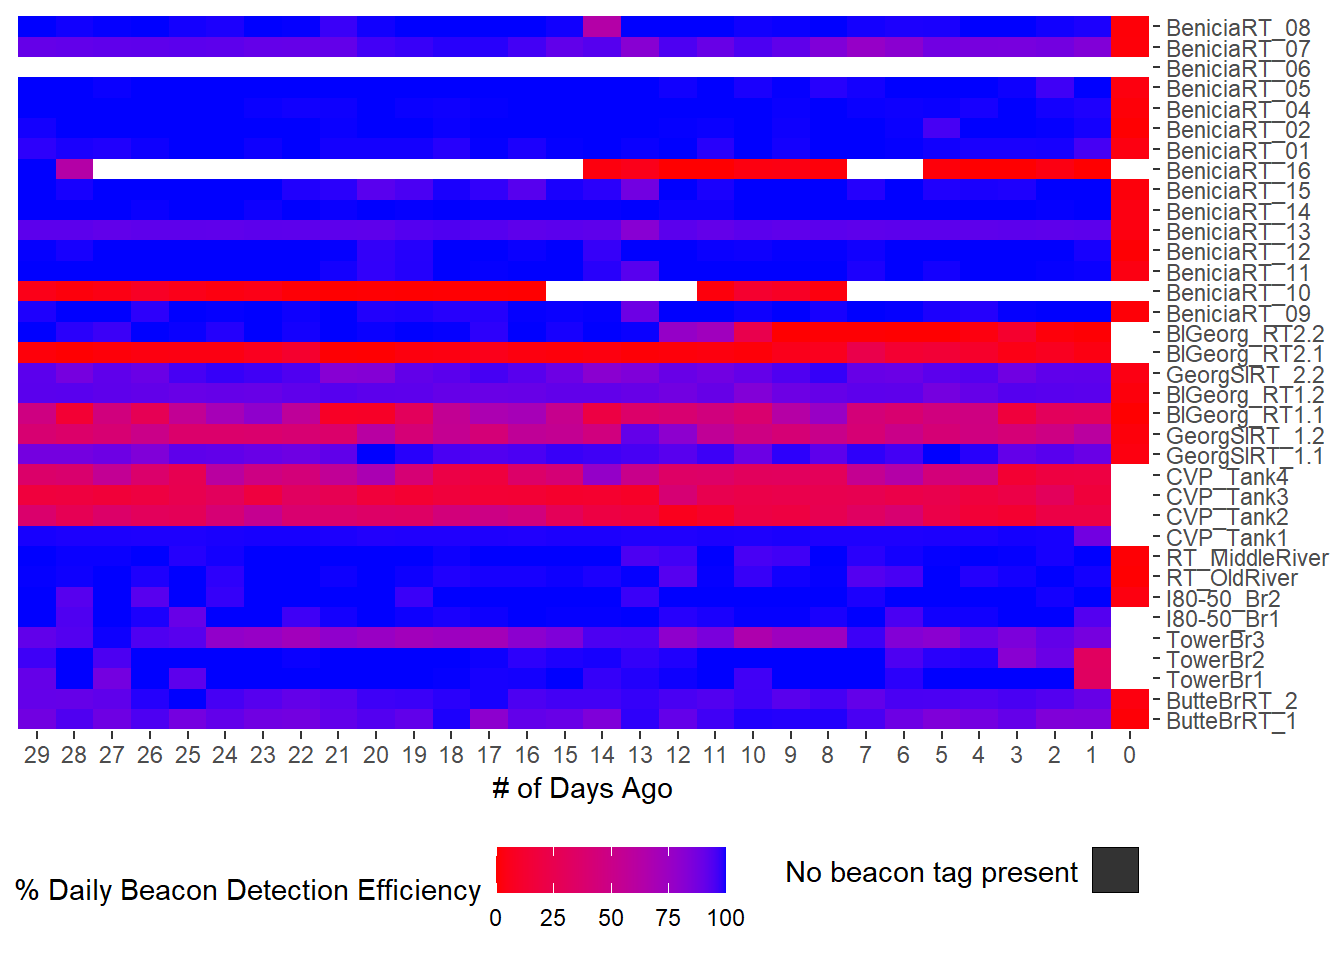 BeniciaRT_08
BeniciaRT_07
BeniciaRT_06
BeniciaRT_05
BeniciaRT_04
BeniciaRT_02
BeniciaRT_01
BeniciaRT_16
BeniciaRT_15
BeniciaRT_14
BeniciaRT_13
BeniciaRT_12
BeniciaRT_11
BeniciaRT_10
BeniciaRT_09
BlGeorg_RT2.2
BlGeorg_RT2.1
GeorgSlRT_2.2
BlGeorg_RT1.2
BlGeorg_RT1.1
GeorgSlRT_1.2
GeorgSlRT_1.1
CVP_Tank4
CVP_Tank3
CVP_Tank2
CVP_Tank1
RT_MiddleRiver
RT_OldRiver
I80-50_Br2
I80-50_Br1
TowerBr3
TowerBr2
TowerBr1
ButteBrRT_2
ButteBrRT_1
29 28 27 26 25 24 23 22 21 20 19 18 17 16 15 14 13 12 11 10 9 8 7 6 5 4 3 2 1 0
# of Days Ago
% Daily Beacon Detection Efficiency
0 25 50 75 100
No beacon tag present